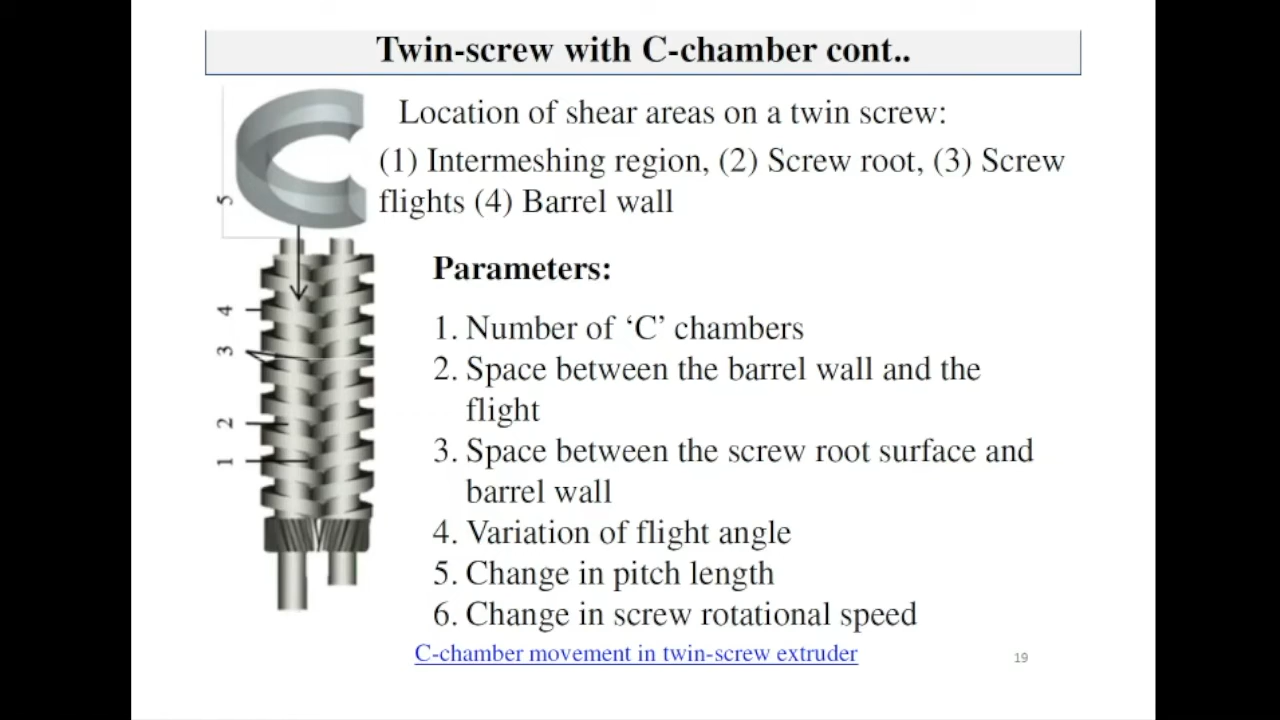 Twin-screw with C-chamber cont..
Location of shear areas on a twin screw:
(1) Intermeshing region, (2) Screw root, (3) Screw
flights (4) Barrel wall
5
4
3
2
1
Parameters:
1. Number of ‘C’ chambers
2. Space between the barrel wall and the
flight
3. Space between the screw root surface and
barrel wall
4. Variation of flight angle
5. Change in pitch length
6. Change in screw rotational speed
C-chamber movement in twin-screw extruder
19